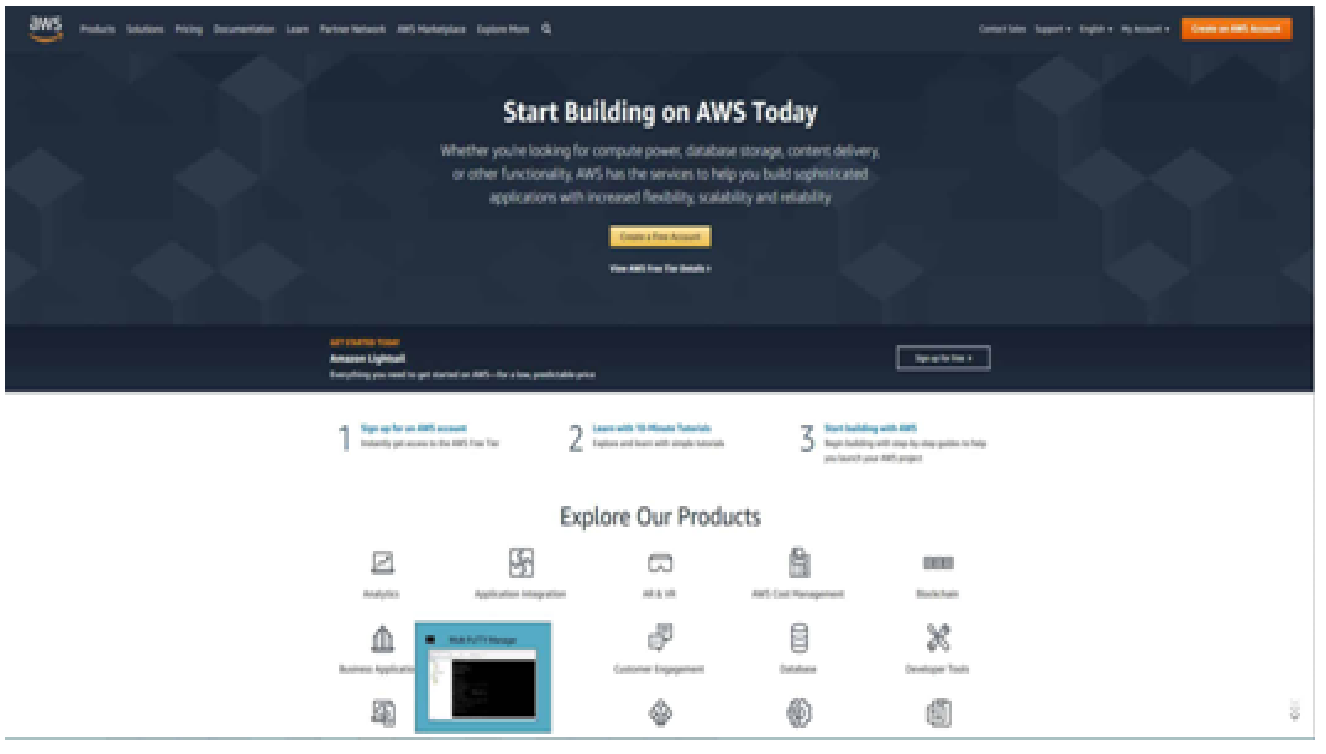 aws
Products Solutions Pricing Documentation Learn Partner Network AWS Marketplace Explore More
Contact Sales Support English My Account Create an AWS Account
Start Building on AWS Today
Whether you're looking for compute power, database storage, content delivery,
or other functionality, AWS has the services to help you build sophisticated
applications with increased flexibility, scalability and reliability
Create a Free Account
View AWS Free Tier Details
GET STARTED TODAY
Amazon Lightsail
Everything you need to get started on AWS—for a low, predictable price
Sign up for free
1 Sign up for an AWS account
Instantly get access to the AWS Free Tier
2 Learn with 10-Minute Tutorials
Explore and learn with simple tutorials
3 Start building with AWS
Begin building with step-by-step guides to help
you launch your AWS project
Explore Our Products
Analytics
Application Integration
AR & VR
AWS Cost Management
Blockchain
Business Applicatio
Multi PuTTY Manager
Customer Engagement
Database
Developer Tools